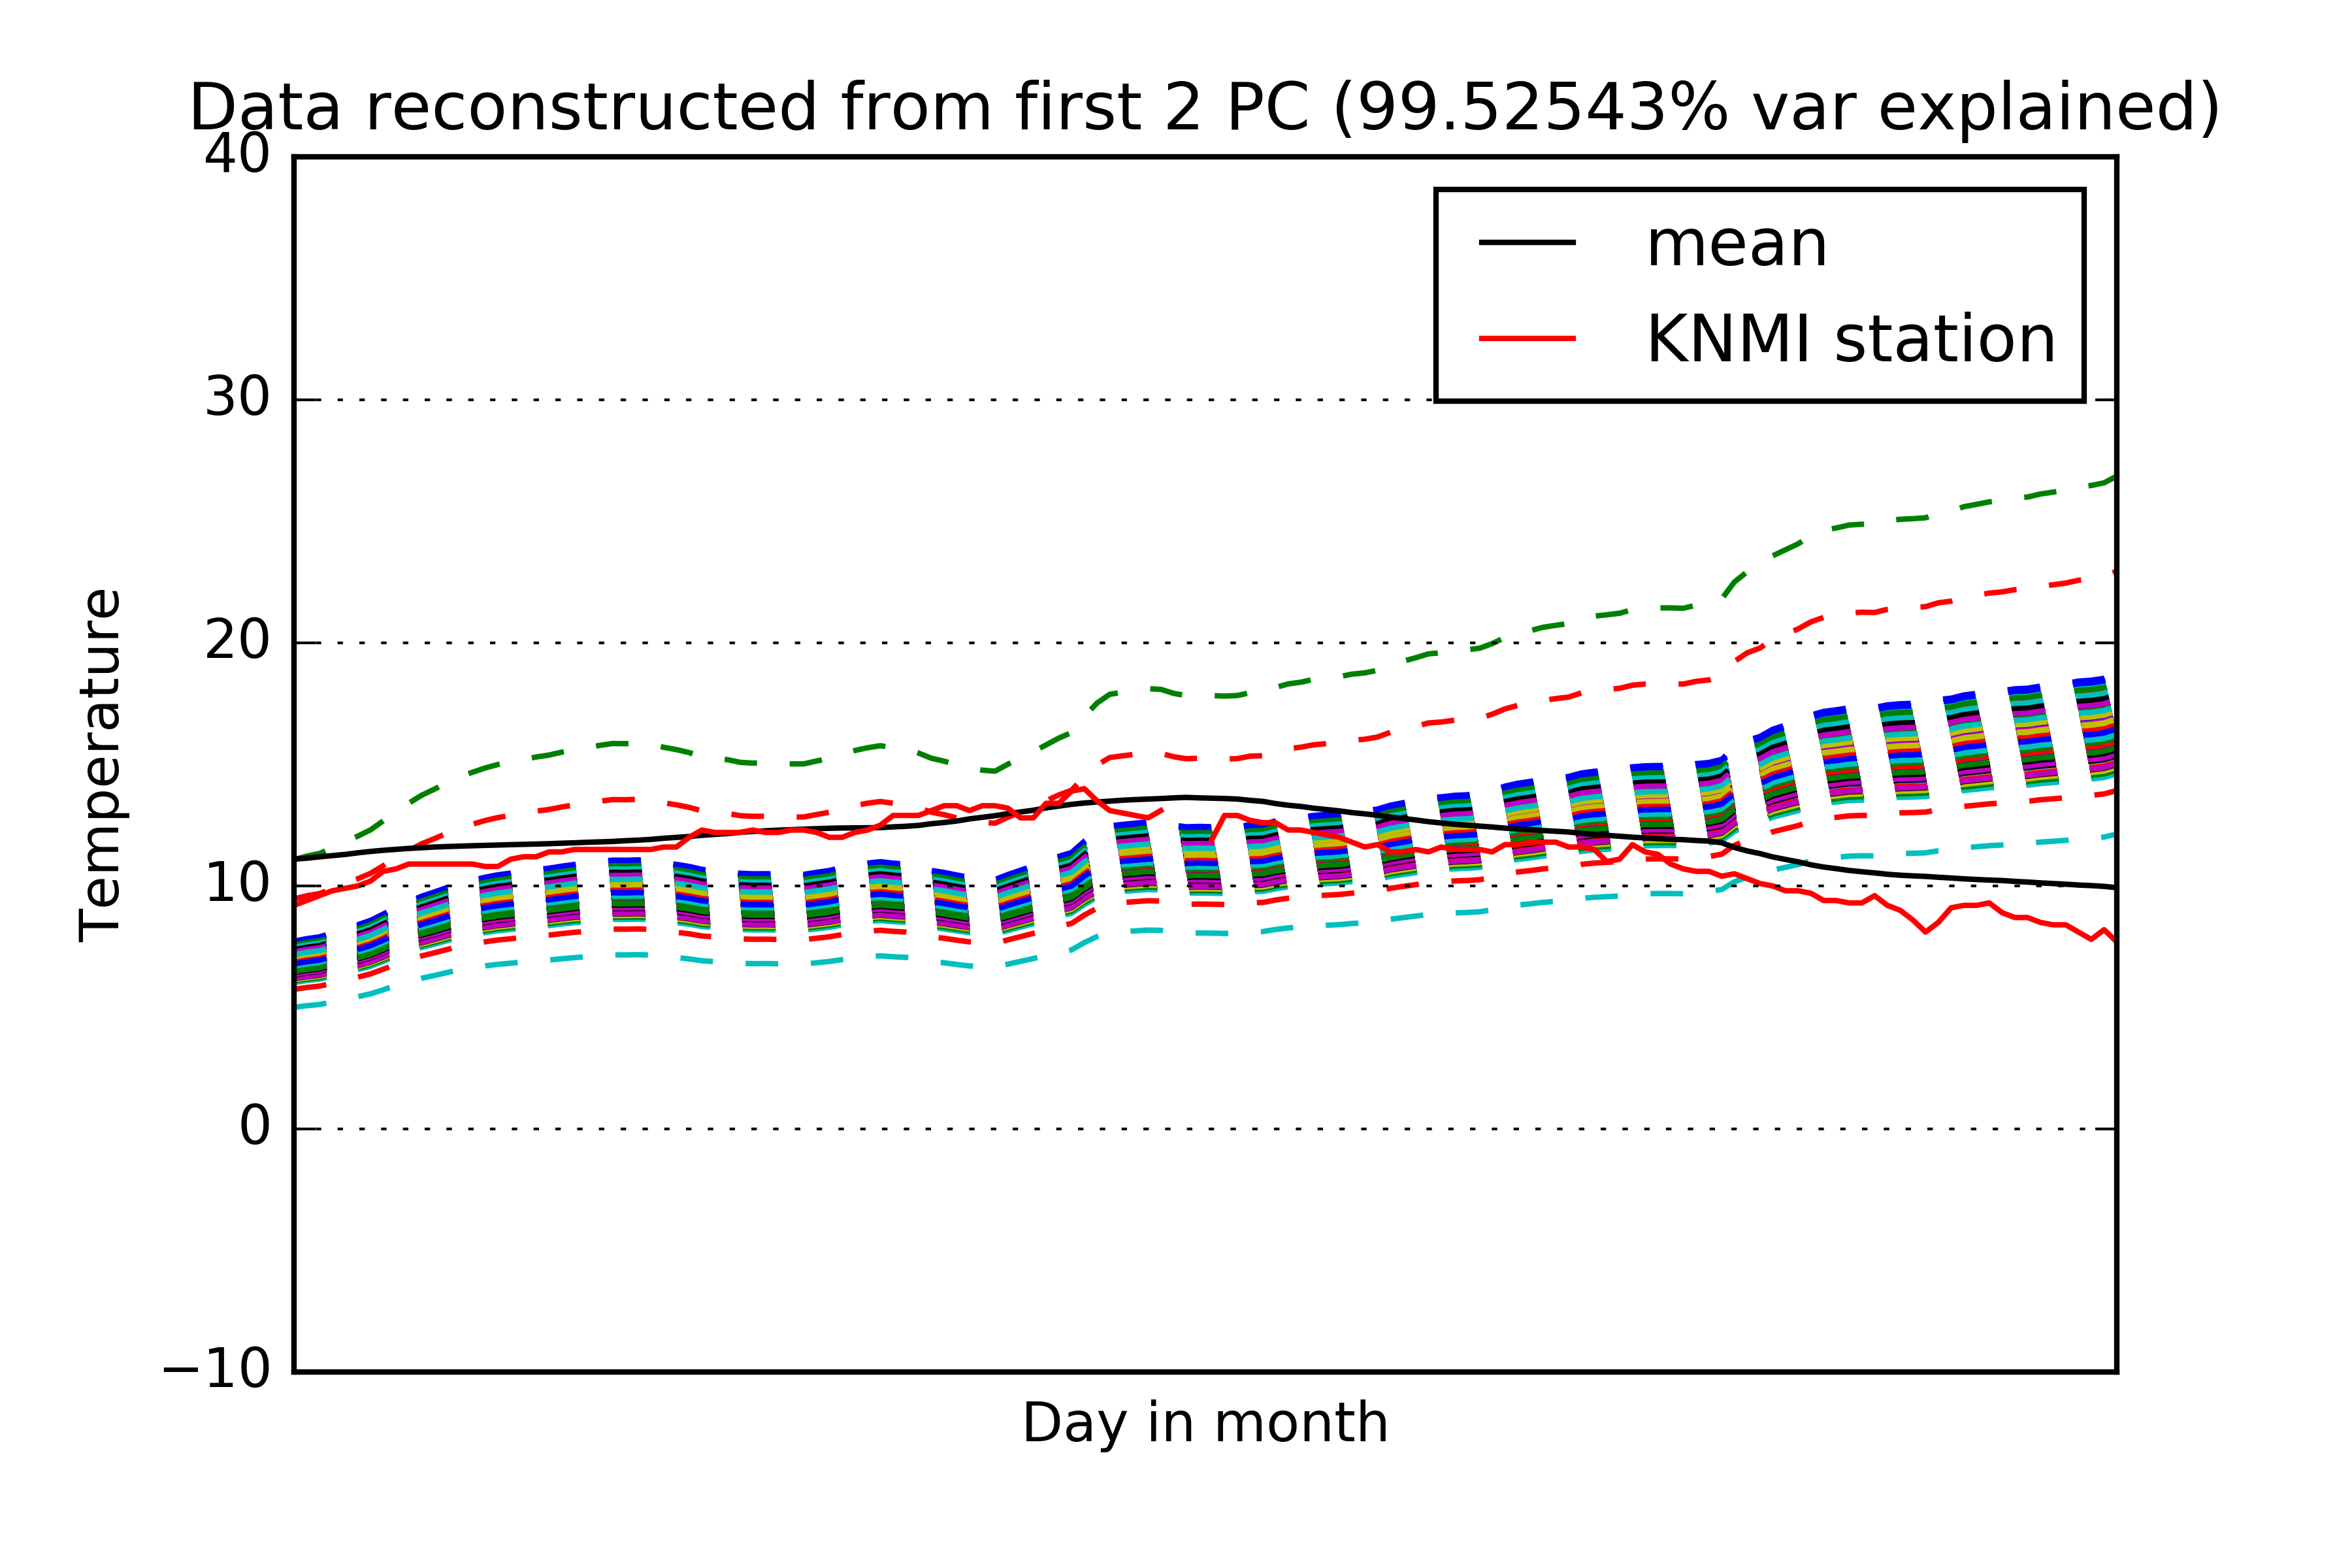 Data reconstructed from first 2 PC (99.52543% var explained)
40
30
20
10
0
−10
Temperature
Day in month
mean
KNMI station